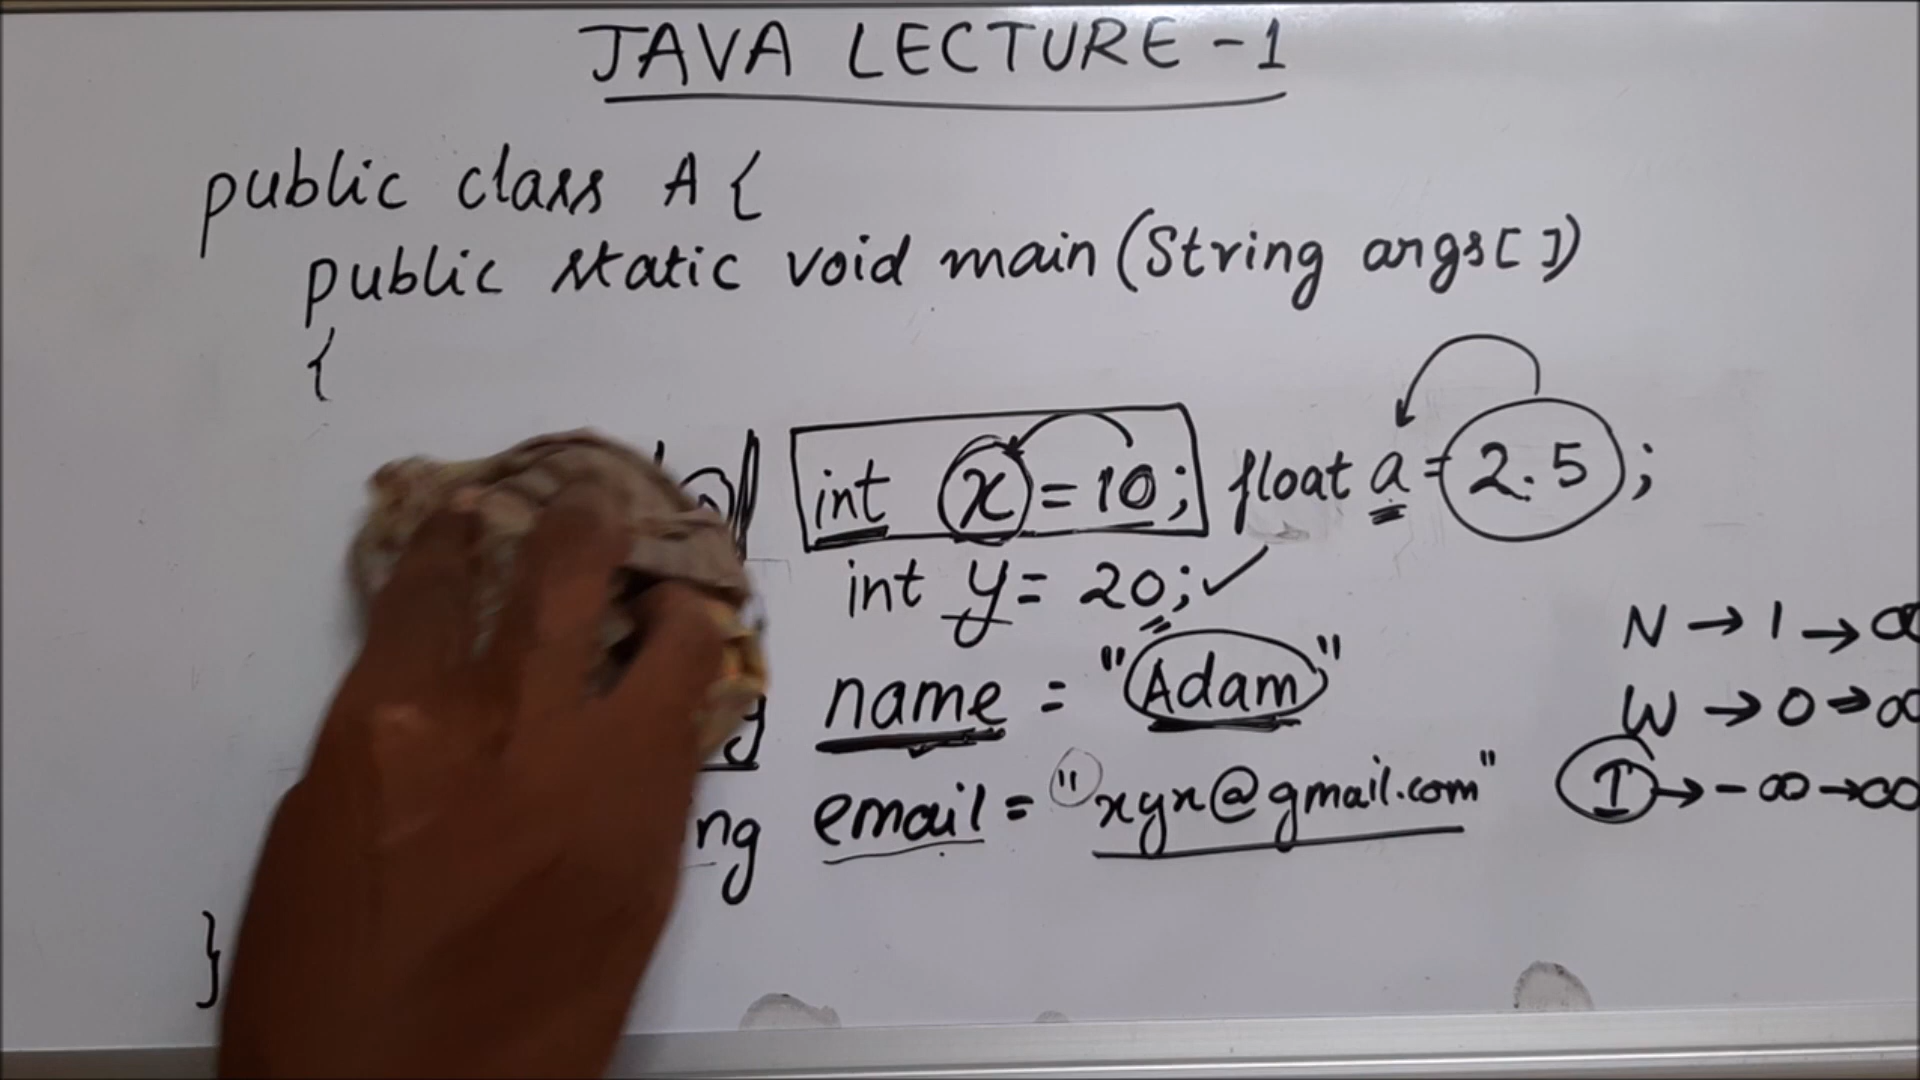 JAVA LECTURE - 1
public class A {
public static void main (String args[])
{
int x = 10; float a = 2.5;
int y = 20;
name = "Adam"
email = "xyx@gmail.com"
N → 1 → ∞
W → 0 → ∞
I → -∞ → ∞
}